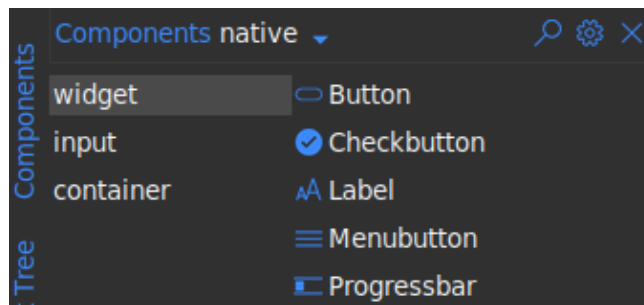 Components native
widget
input
container
Button
Checkbutton
Label
Menubutton
Progressbar
Components
Tree